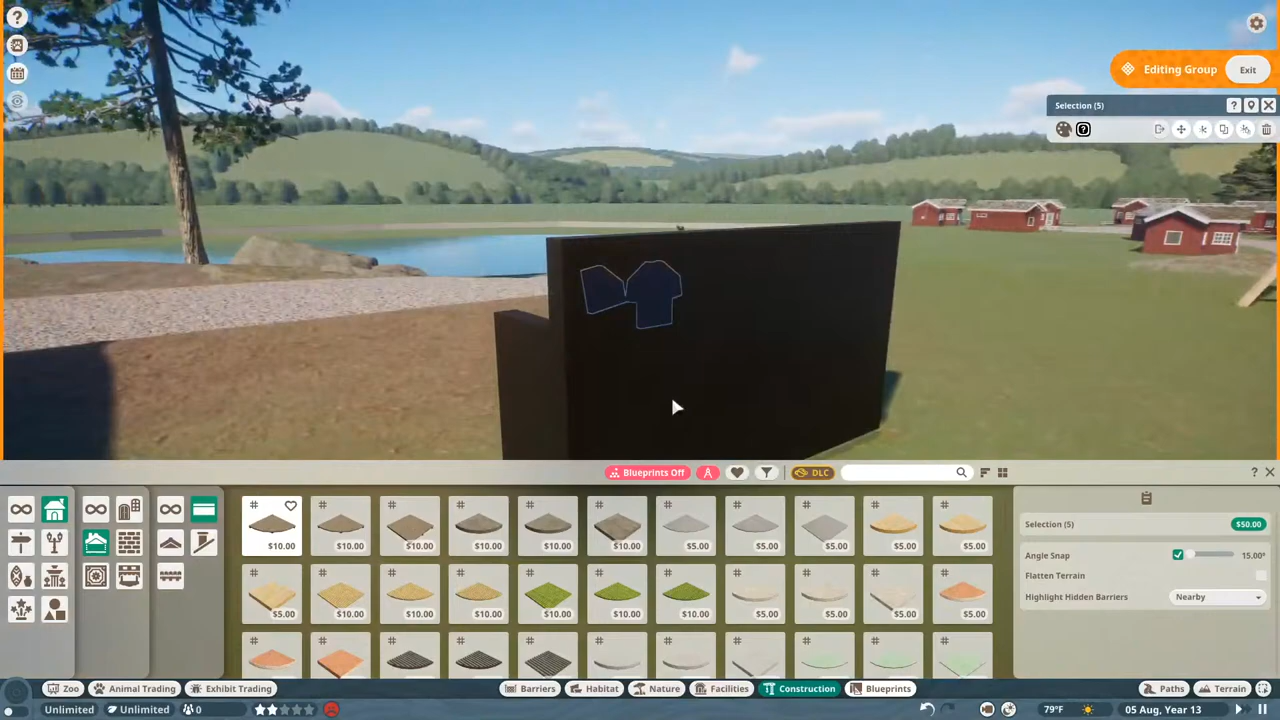 Editing Group Exit
Selection (5)
Blueprints Off DLC
$10.00 $10.00 $10.00 $10.00 $10.00 $10.00 $5.00 $5.00 $5.00 $5.00 $5.00
$5.00 $10.00 $10.00 $10.00 $10.00 $10.00 $10.00 $5.00 $5.00 $5.00 $5.00
Selection (5) $50.00
Angle Snap 15.00°
Flatten Terrain
Highlight Hidden Barriers Nearby
Zoo Animal Trading Exhibit Trading Barriers Habitat Nature Facilities Construction Blueprints Paths Terrain
Unlimited Unlimited 0 79°F 05 Aug, Year 13